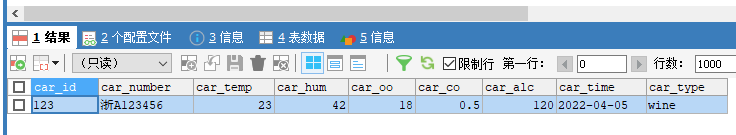 1 结果 2 个配置文件 3 信息 4 表数据 5 信息
（只读） 限制行 第一行： 0 行数： 1000
car_id car_number car_temp car_hum car_oo car_co car_alc car_time car_type
123 浙A123456 23 42 18 0.5 120 2022-04-05 wine